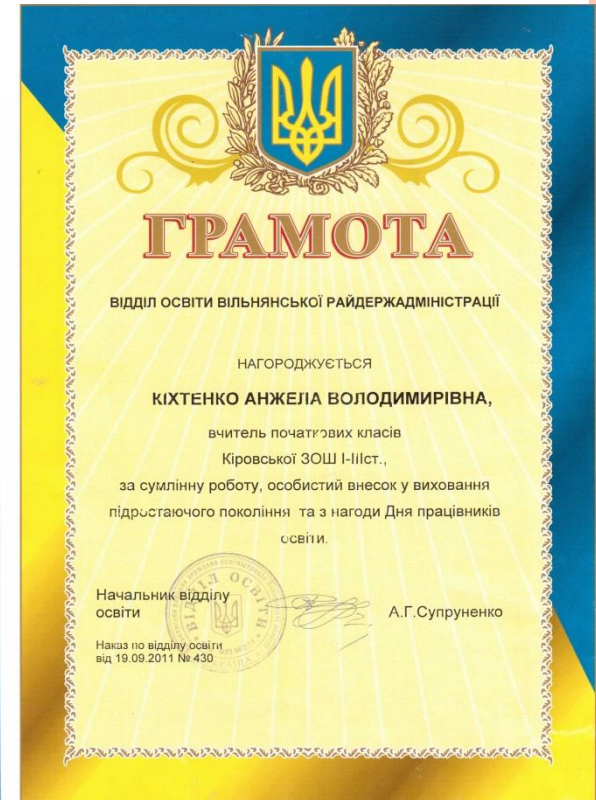 ГРАМОТА
ВІДДІЛ ОСВІТИ ВІЛЬНЯНСЬКОЇ РАЙДЕРЖАДМІНІСТРАЦІЇ
НАГОРОДЖУЄТЬСЯ
КІХТЕНКО АНЖЕЛА ВОЛОДИМИРІВНА,
вчитель початкових класів
Кіровської ЗОШ І-ІІІст.,
за сумлінну роботу, особистий внесок у виховання
підростаючого покоління та з нагоди Дня працівників
освіти.
Начальник відділу
освіти А.Г.Супруненко
Наказ по відділу освіти
від 19.09.2011 № 430
ВІДДІЛ ОСВІТИ